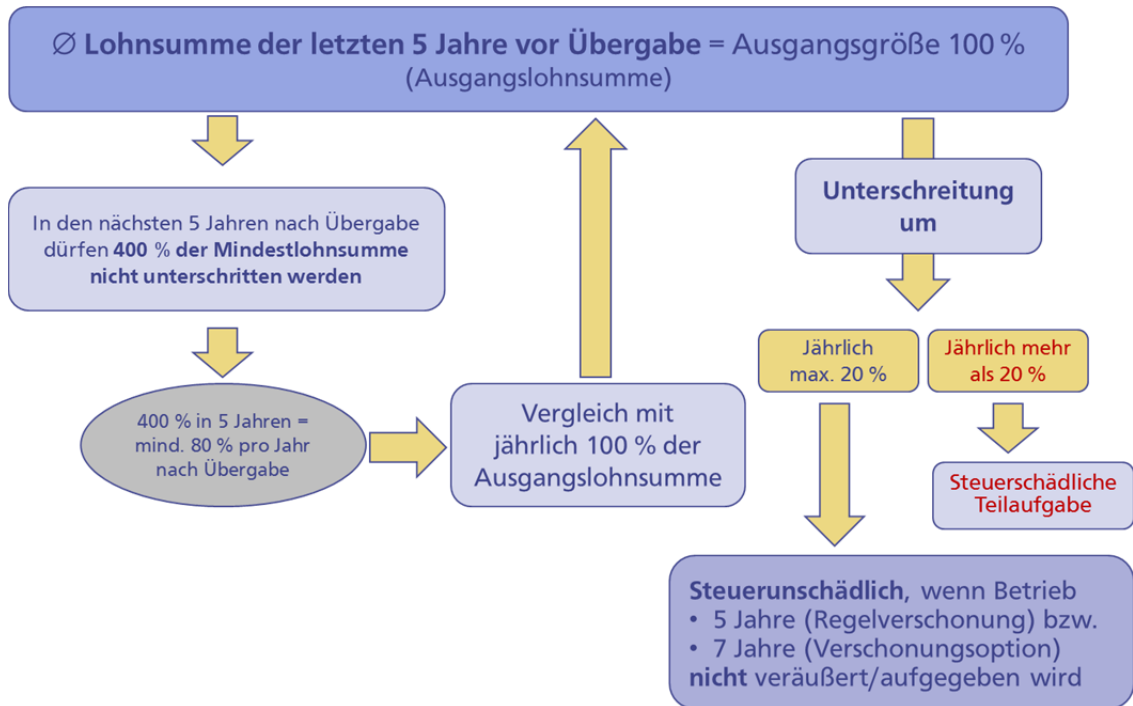 Ø Lohnsumme der letzten 5 Jahre vor Übergabe = Ausgangsgröße 100 %
(Ausgangslohnsumme)
In den nächsten 5 Jahren nach Übergabe
dürfen 400 % der Mindestlohnsumme
nicht unterschritten werden
400 % in 5 Jahren =
mind. 80 % pro Jahr
nach Übergabe
Vergleich mit
jährlich 100 % der
Ausgangslohnsumme
Unterschreitung
um
Jährlich
max. 20 %
Jährlich mehr
als 20 %
Steuerschädliche
Teilaufgabe
Steuerunschädlich, wenn Betrieb
• 5 Jahre (Regelverschonung) bzw.
• 7 Jahre (Verschonungsoption)
nicht veräußert/aufgegeben wird